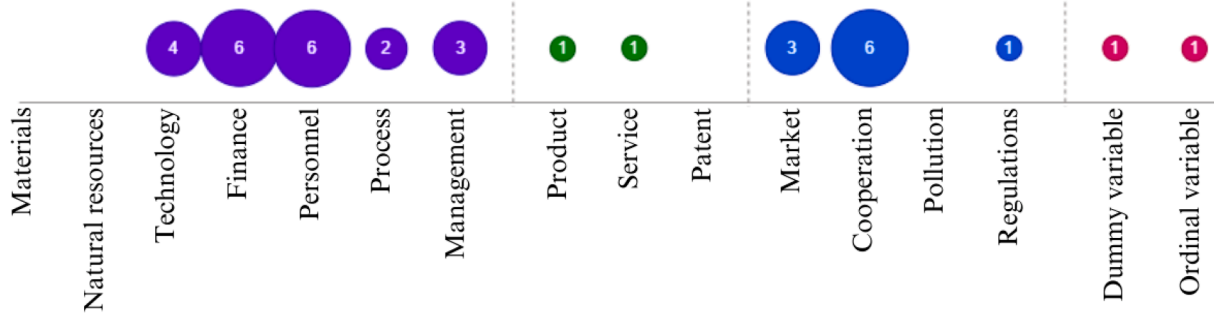 4
6
6
2
3
1
1
3
6
1
1
1
Materials
Natural resources
Technology
Finance
Personnel
Process
Management
Product
Service
Patent
Market
Cooperation
Pollution
Regulations
Dummy variable
Ordinal variable